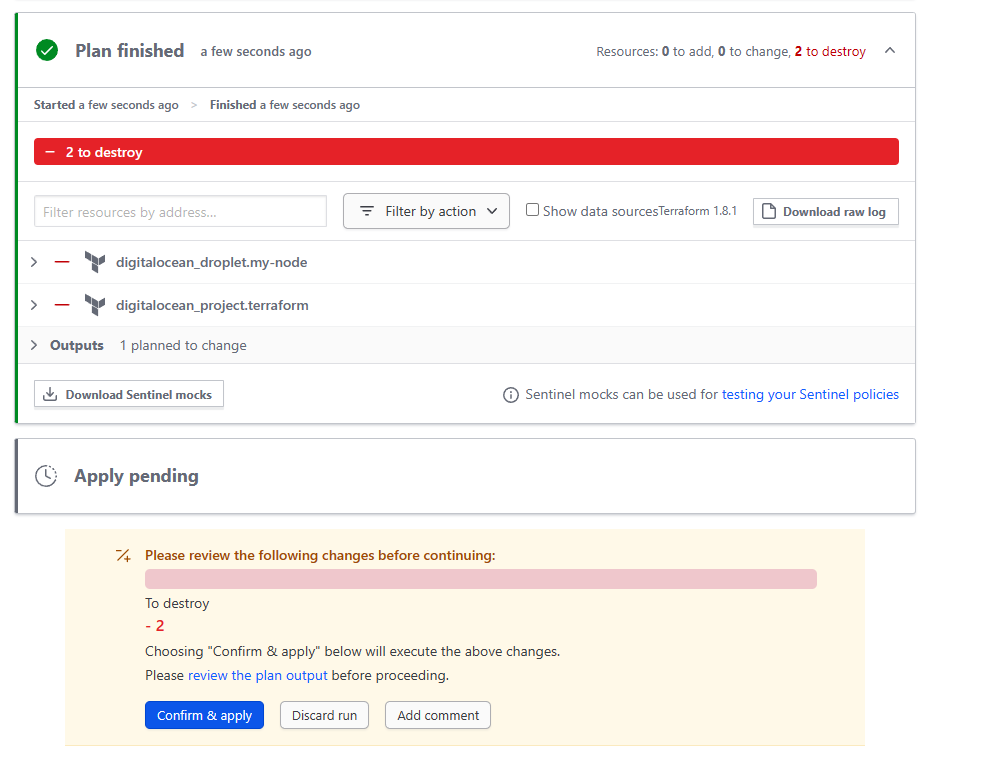 Plan finished a few seconds ago Resources: 0 to add, 0 to change, 2 to destroy
Started a few seconds ago > Finished a few seconds ago
2 to destroy
Filter resources by address... Filter by action Show data sources Terraform 1.8.1 Download raw log
digitalocean_droplet.my-node
digitalocean_project.terraform
Outputs 1 planned to change
Download Sentinel mocks Sentinel mocks can be used for testing your Sentinel policies
Apply pending
Please review the following changes before continuing:
To destroy
- 2
Choosing "Confirm & apply" below will execute the above changes.
Please review the plan output before proceeding.
Confirm & apply Discard run Add comment